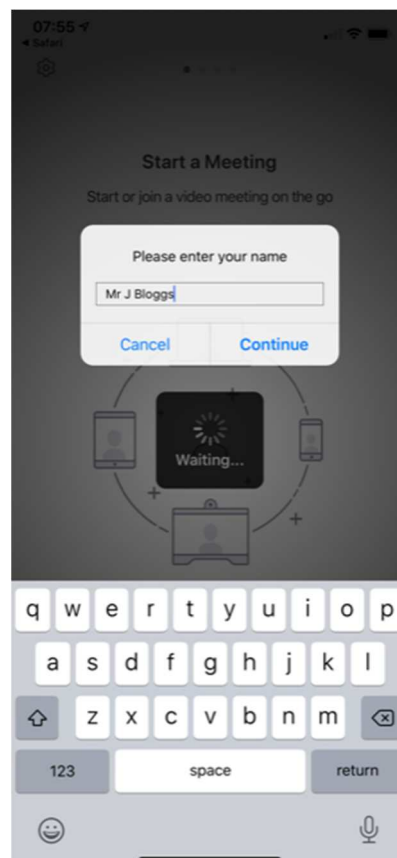 07:55
◀ Safari
Start a Meeting
Start or join a video meeting on the go
Please enter your name
Mr J Bloggs
Cancel Continue
Waiting...
q w e r t y u i o p
a s d f g h j k l
z x c v b n m
123 space return